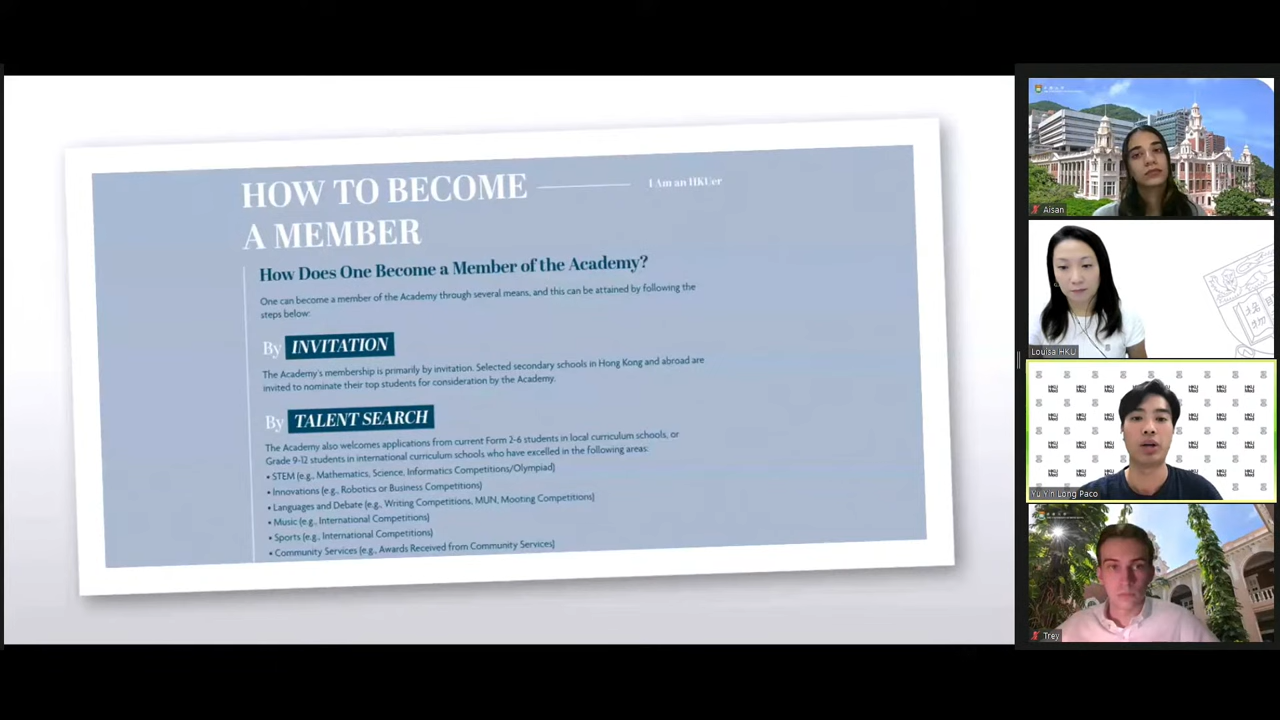 HOW TO BECOME
I Am an HKUer
A MEMBER
How Does One Become a Member of the Academy?
One can become a member of the Academy through several means, and this can be attained by following the
steps below:
By INVITATION
The Academy's membership is primarily by invitation. Selected secondary schools in Hong Kong and abroad are
invited to nominate their top students for consideration by the Academy.
By TALENT SEARCH
The Academy also welcomes applications from current Form 2-6 students in local curriculum schools, or
Grade 9-12 students in international curriculum schools who have excelled in the following areas:
• STEM (e.g., Mathematics, Science, Informatics Competitions/Olympiad)
• Innovations (e.g., Robotics or Business Competitions)
• Languages and Debate (e.g., Writing Competitions, MUN, Mooting Competitions)
• Music (e.g., International Competitions)
• Sports (e.g., International Competitions)
• Community Services (e.g., Awards Received from Community Services)
Aisan
Louisa HKU
Yu Yin Long Paco
Trey